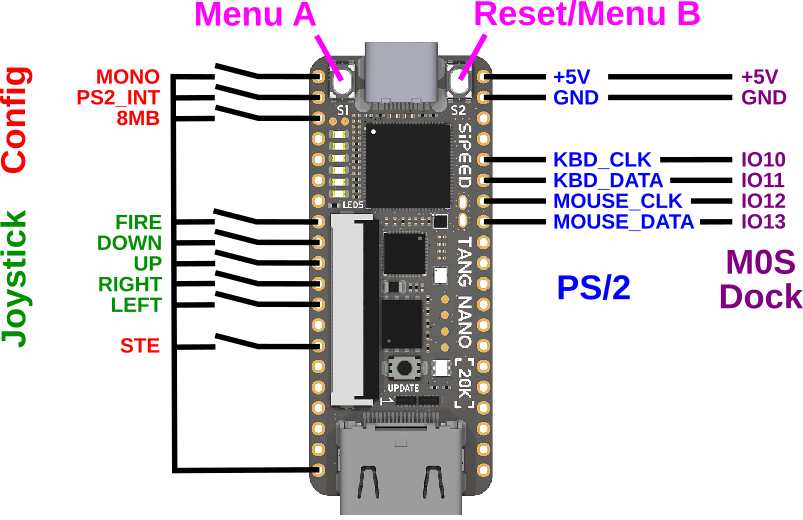 Menu A
Reset/Menu B
Config
Joystick
MONO
PS2_INT
8MB
FIRE
DOWN
UP
RIGHT
LEFT
STE
S1
S2
SiPEED
LEDS
TANG NANO
20K
UPDATE
1
+5V
GND
KBD_CLK
KBD_DATA
MOUSE_CLK
MOUSE_DATA
PS/2
+5V
GND
IO10
IO11
IO12
IO13
M0S
Dock